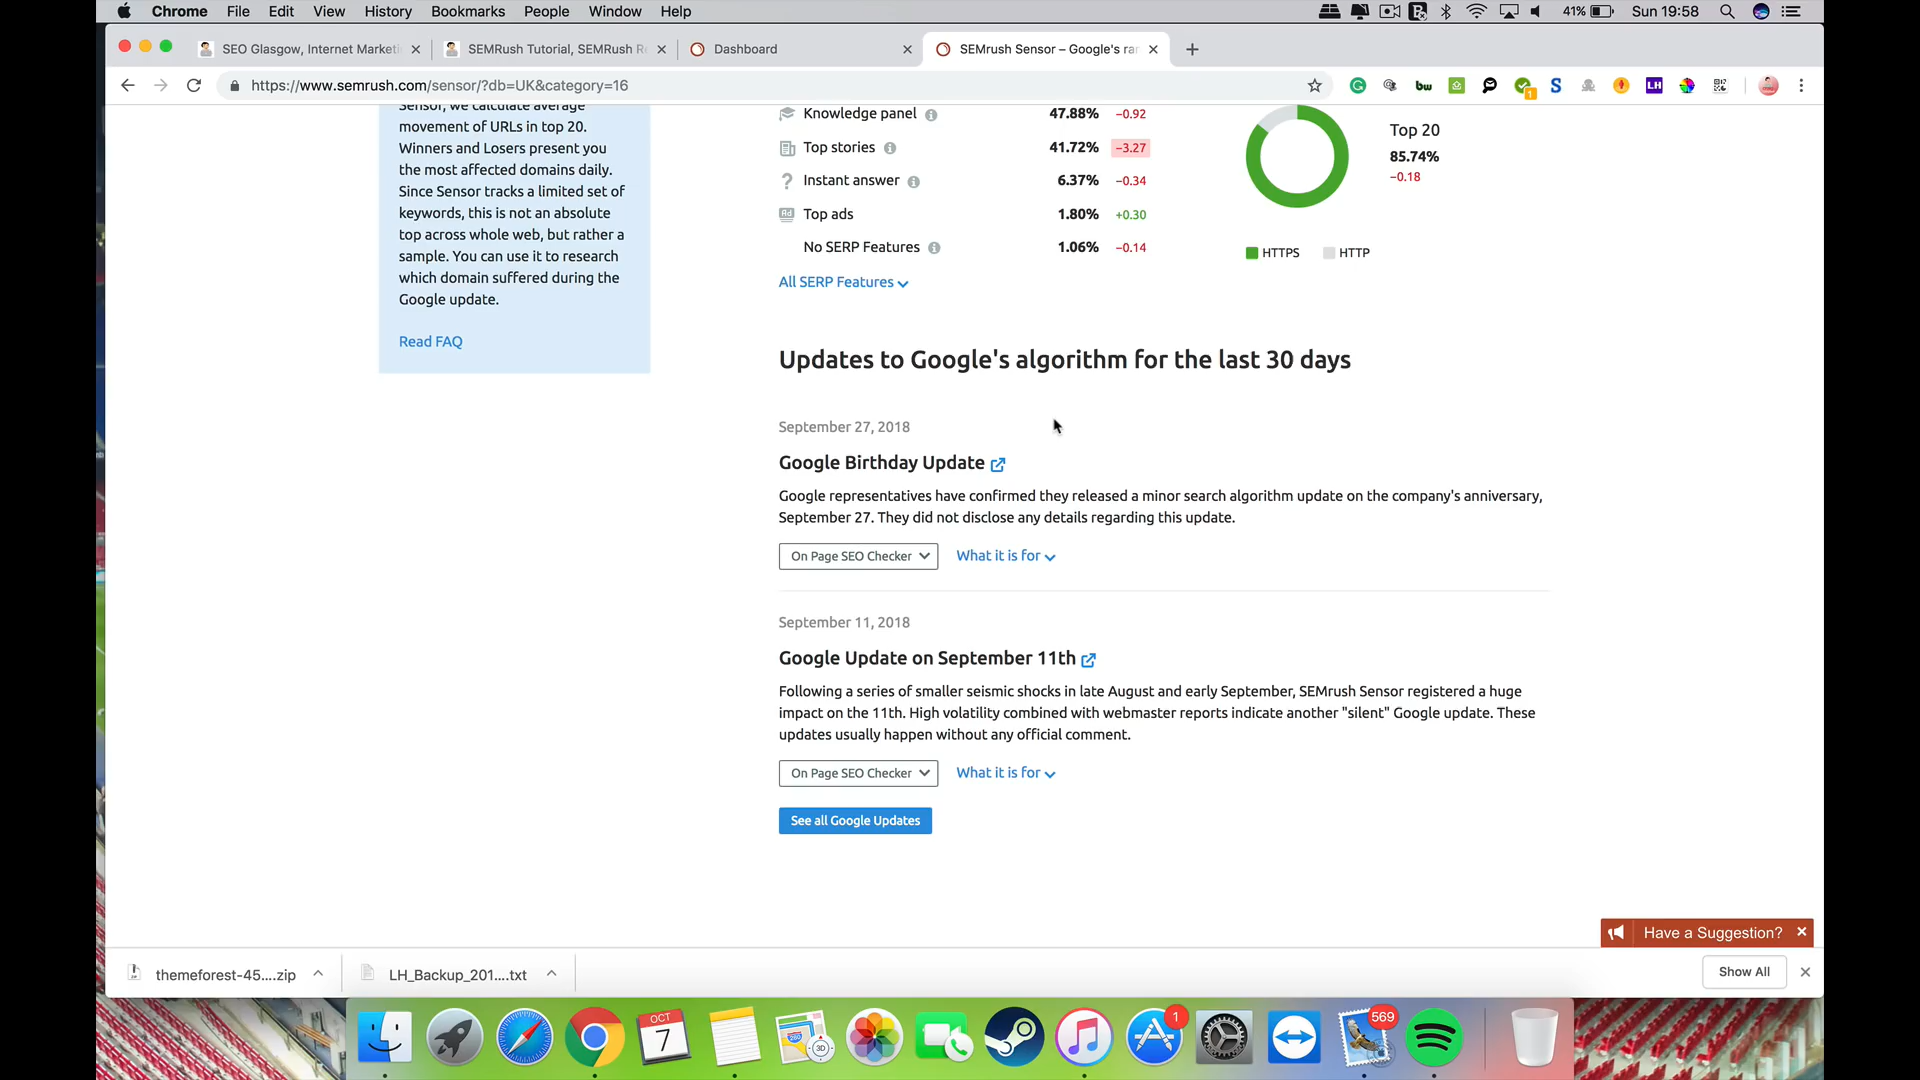 Chrome File Edit View History Bookmarks People Window Help 41% Sun 19:58
SEO Glasgow, Internet Marketi
SEMRush Tutorial, SEMRush R
Dashboard
SEMrush Sensor – Google's ra
https://www.semrush.com/sensor/?db=UK&category=16
Sensor, we calculate average
movement of URLs in top 20.
Winners and Losers present you
the most affected domains daily.
Since Sensor tracks a limited set of
keywords, this is not an absolute
top across whole web, but rather a
sample. You can use it to research
which domain suffered during the
Google update.
Read FAQ
Knowledge panel 47.88% −0.92
Top stories 41.72% −3.27
Instant answer 6.37% −0.34
Top ads 1.80% +0.30
No SERP Features 1.06% −0.14
All SERP Features
Top 20
85.74%
−0.18
HTTPS HTTP
Updates to Google's algorithm for the last 30 days
September 27, 2018
Google Birthday Update
Google representatives have confirmed they released a minor search algorithm update on the company's anniversary,
September 27. They did not disclose any details regarding this update.
On Page SEO Checker What it is for
September 11, 2018
Google Update on September 11th
Following a series of smaller seismic shocks in late August and early September, SEMrush Sensor registered a huge
impact on the 11th. High volatility combined with webmaster reports indicate another "silent" Google update. These
updates usually happen without any official comment.
On Page SEO Checker What it is for
See all Google Updates
Have a Suggestion?
themeforest-45....zip
LH_Backup_201....txt
Show All
OCT
7
3D
1
569